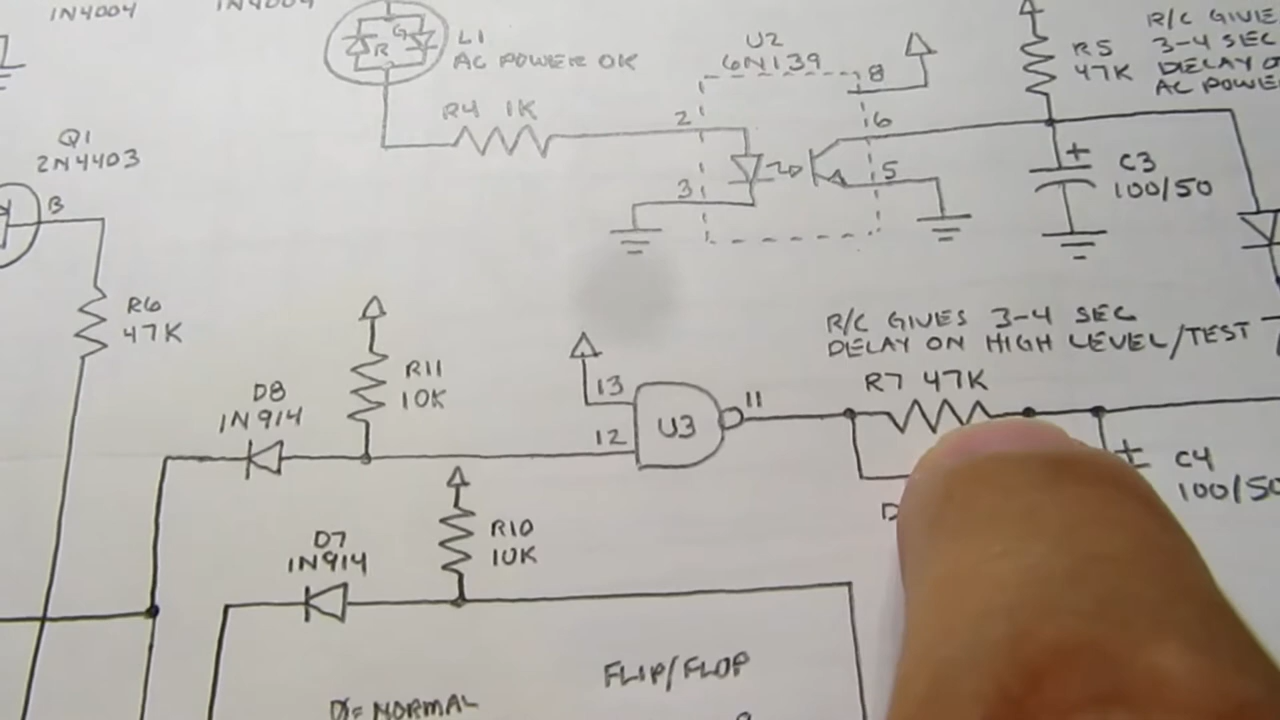 1N4004
1N4004
R
G
L1
AC POWER OK
R4 1K
U2
6N139
8
2
6
3
5
R5
47K
R/C GIVE
3-4 SEC
DELAY
AC POWE
C3
100/50
+
Q1
2N4403
B
R6
47K
R11
10K
D8
1N914
13
12
U3
11
R/C GIVES 3-4 SEC
DELAY ON HIGH LEVEL/TEST
R7 47K
+
C4
100/50
D
R10
10K
D7
1N914
FLIP/FLOP
= NORMAL